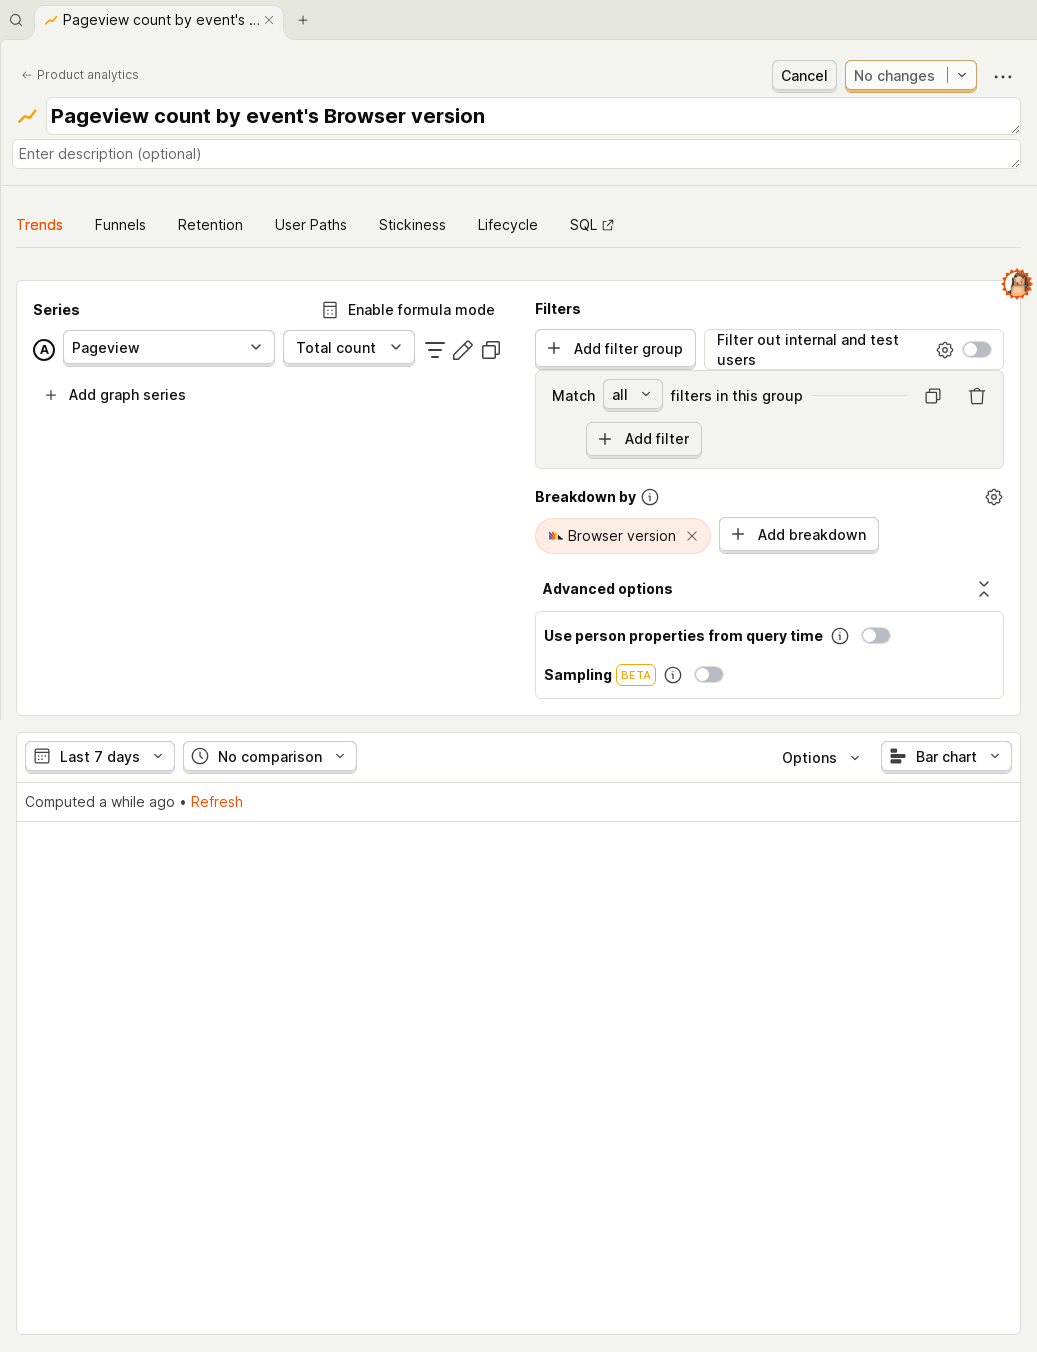 Pageview count by event's ...
Product analytics
Cancel
No changes
Pageview count by event's Browser version
Enter description (optional)
Trends
Funnels
Retention
User Paths
Stickiness
Lifecycle
SQL
Series
Enable formula mode
A
Pageview
Total count
Add graph series
Filters
Add filter group
Filter out internal and test
users
Match
all
filters in this group
Add filter
Breakdown by
Browser version
Add breakdown
Advanced options
Use person properties from query time
Sampling BETA
Last 7 days
No comparison
Options
Bar chart
Computed a while ago • Refresh